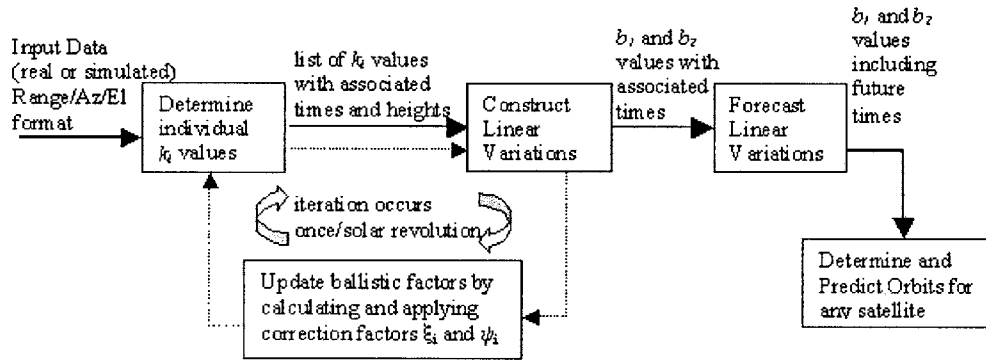 Input Data
(real or simulated)
Range/Az/El
format
Determine
individual
kᵢ values
list of kᵢ values
with associated
times and heights
Construct
Linear
Variations
b₁ and b₂
values with
associated
times
Forecast
Linear
Variations
b₁ and b₂
values
including
future
times
iteration occurs
once/solar revolution
Update ballistic factors by
calculating and applying
correction factors ξᵢ and ψᵢ
Determine and
Predict Orbits for
any satellite